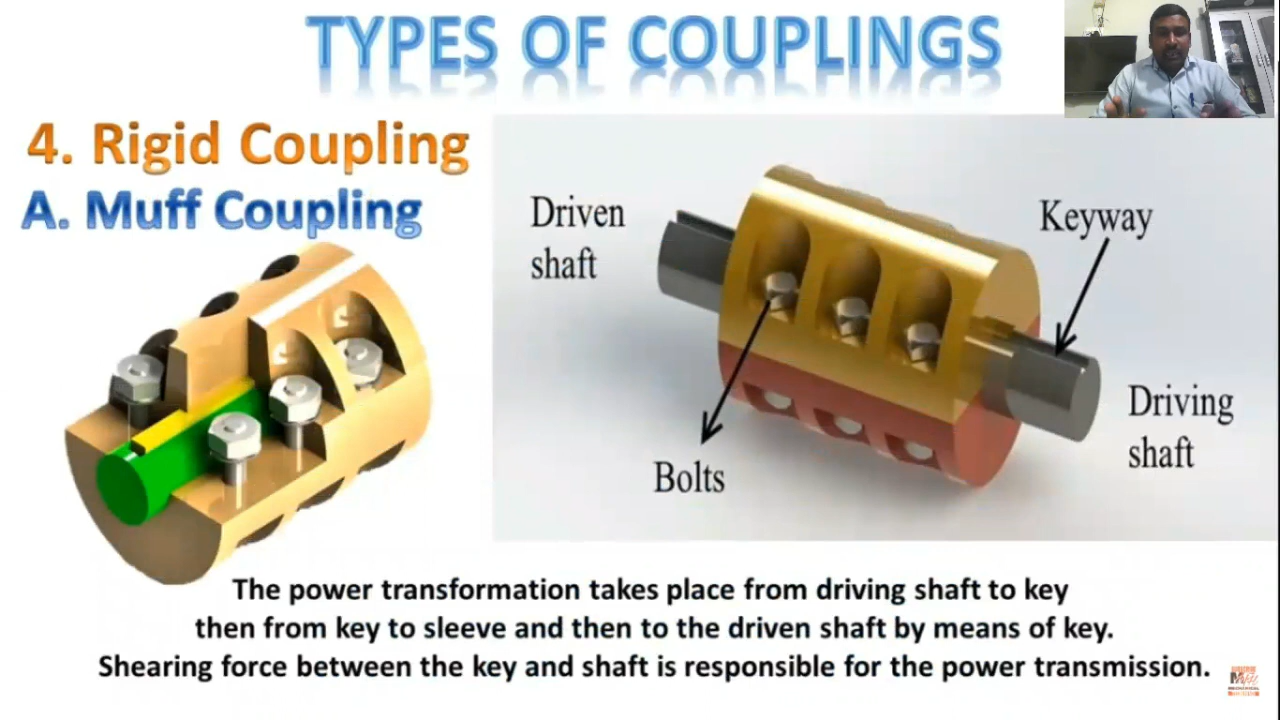 TYPES OF COUPLINGS
4. Rigid Coupling
A. Muff Coupling
Driven
shaft
Keyway
Driving
shaft
Bolts
The power transformation takes place from driving shaft to key
then from key to sleeve and then to the driven shaft by means of key.
Shearing force between the key and shaft is responsible for the power transmission.